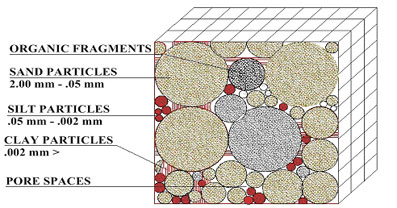 ORGANIC FRAGMENTS
SAND PARTICLES
2.00 mm - .05 mm
SILT PARTICLES
.05 mm - .002 mm
CLAY PARTICLES
.002 mm >
PORE SPACES